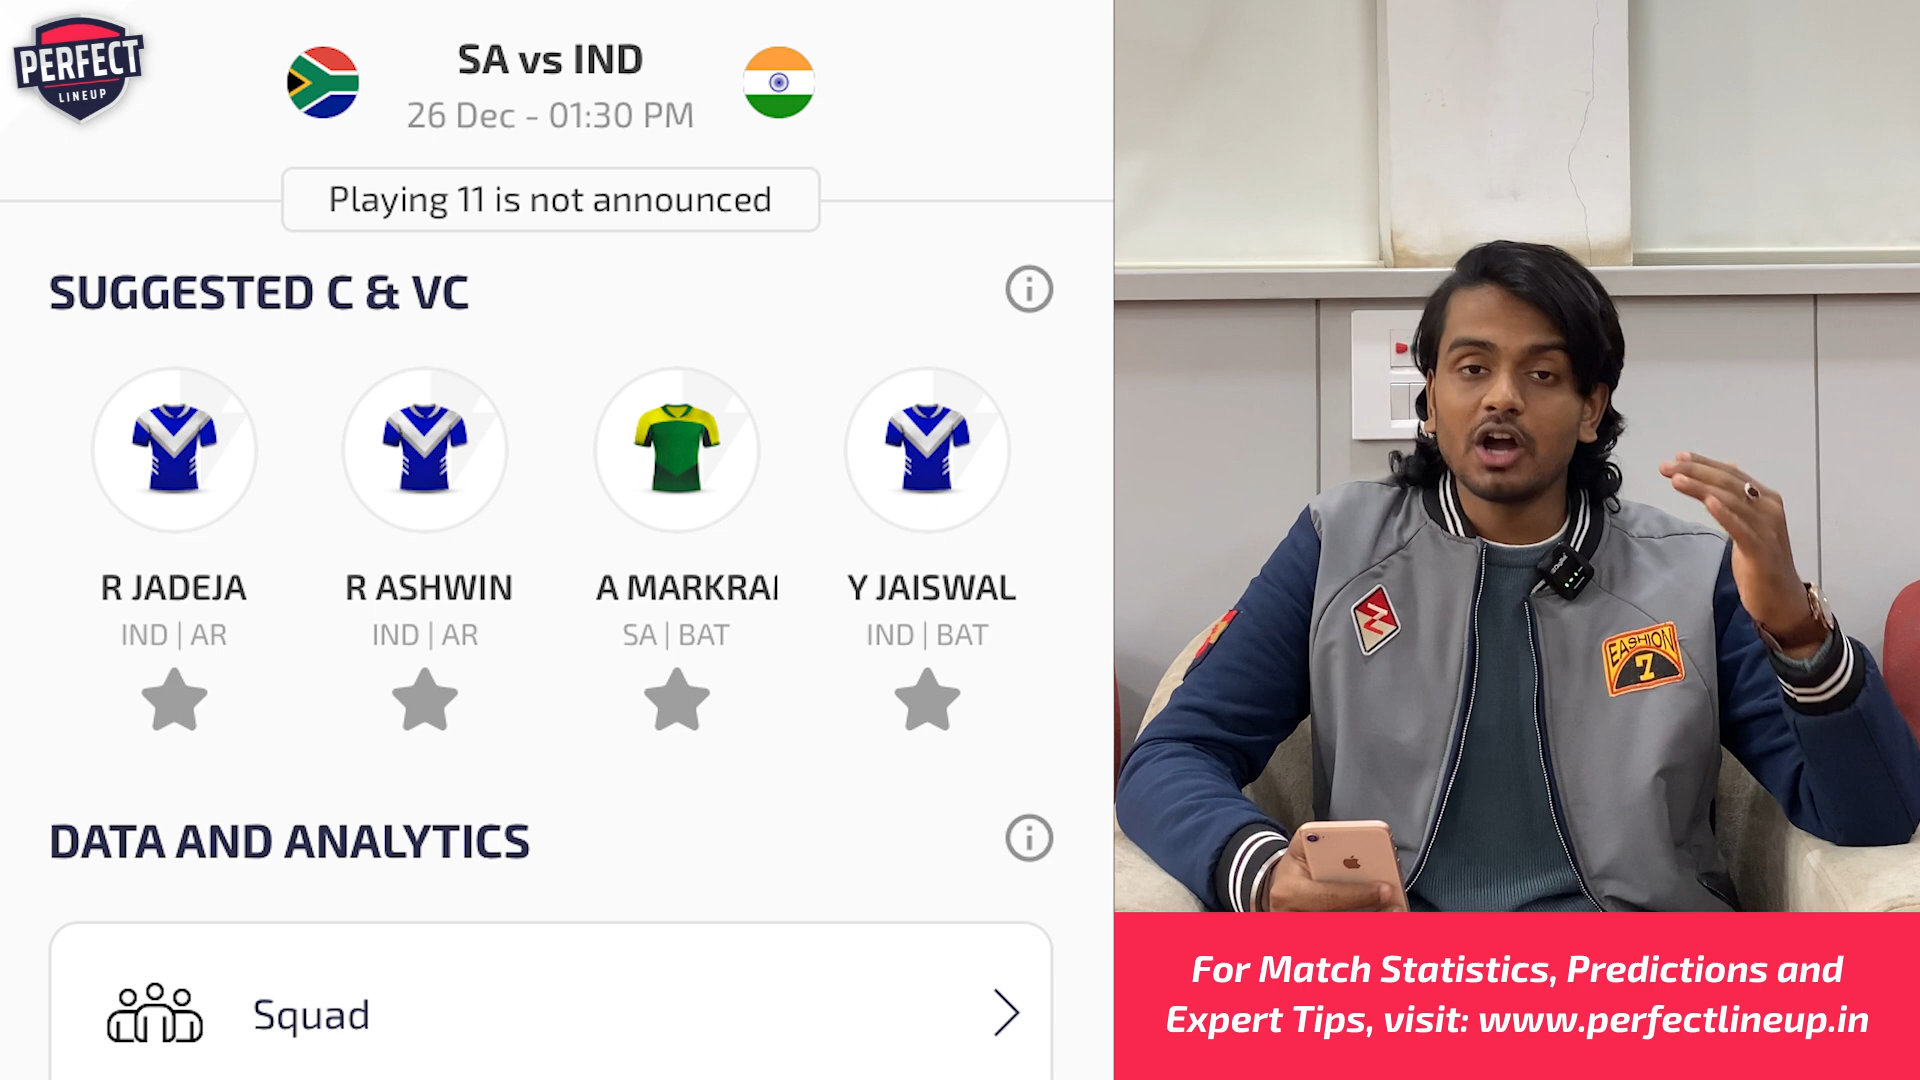 PERFECT
LINEUP
SA vs IND
26 Dec - 01:30 PM
Playing 11 is not announced
SUGGESTED C & VC
R JADEJA
IND | AR
R ASHWIN
IND | AR
A MARKRAI
SA | BAT
Y JAISWAL
IND | BAT
DATA AND ANALYTICS
Squad
FASHION
7
For Match Statistics, Predictions and
Expert Tips, visit: www.perfectlineup.in